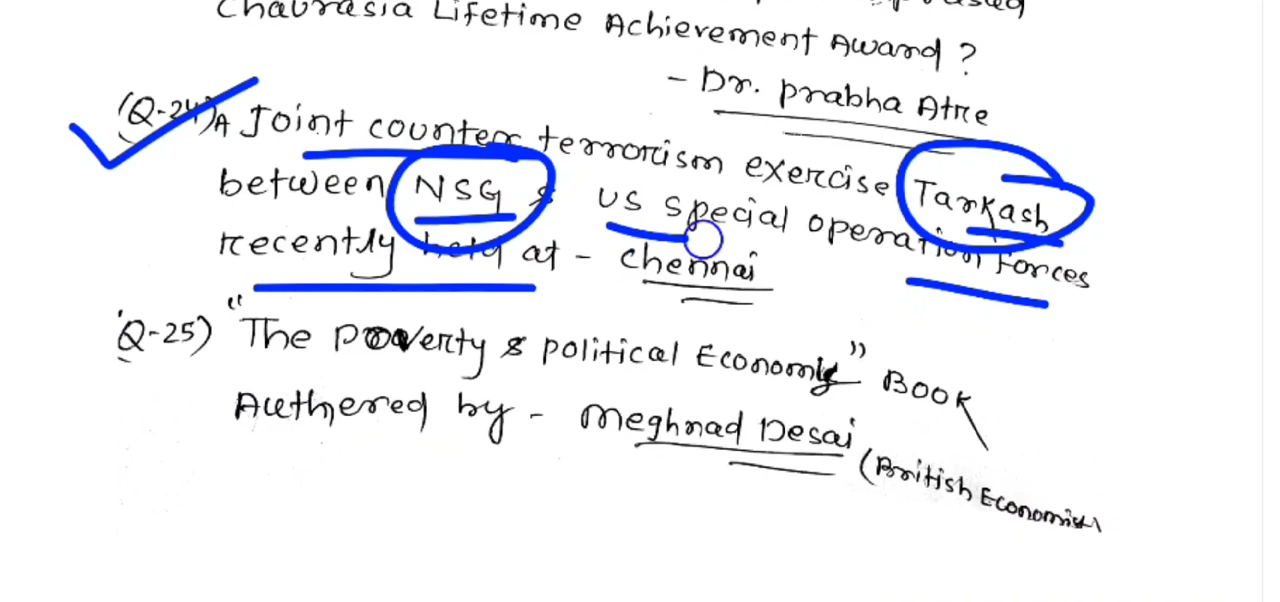 Chaurasia Lifetime Achievement Award ?
- Dr. Prabha Atre
(Q-24) A Joint counter terrorism exercise Tarkash
between NSG & US special operation Forces
recently held at - Chennai
Q-25) "The Poverty & political Economy" BOOK
Authered by - Meghnad Desai
(British Economist)